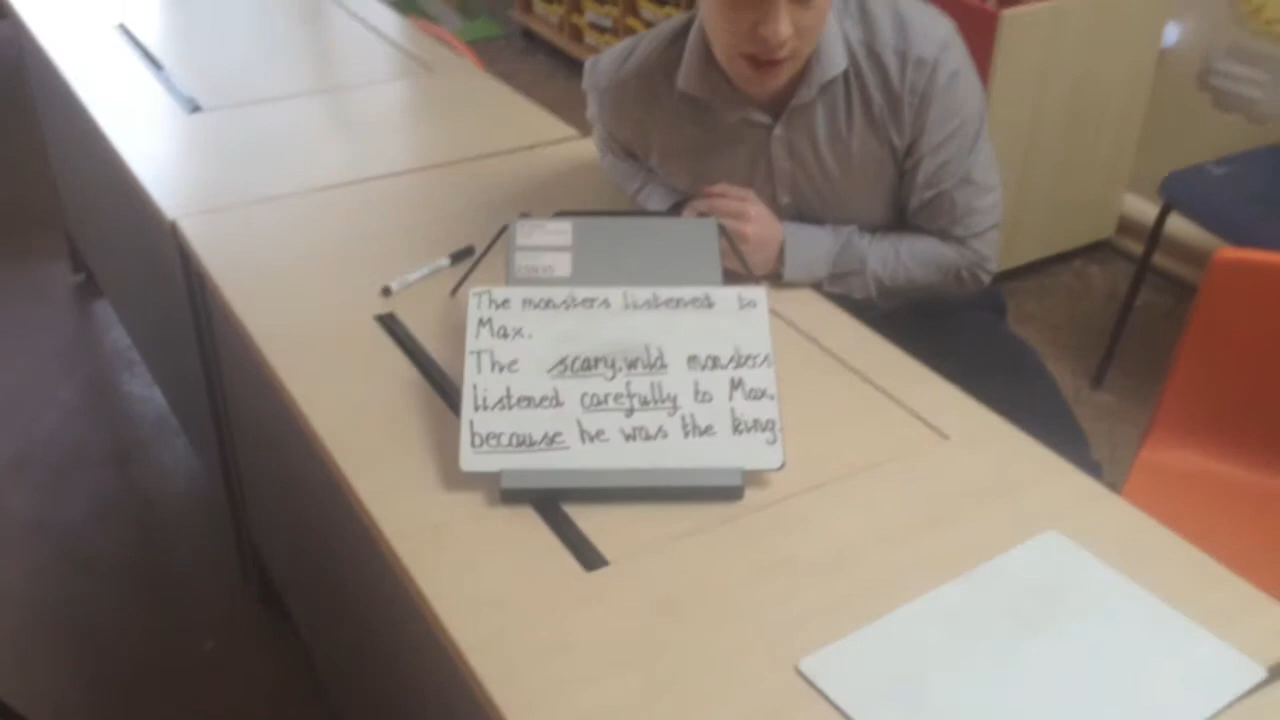 The monsters listened to
Max.
The scary, wild monsters
listened carefully to Max.
because he was the king.